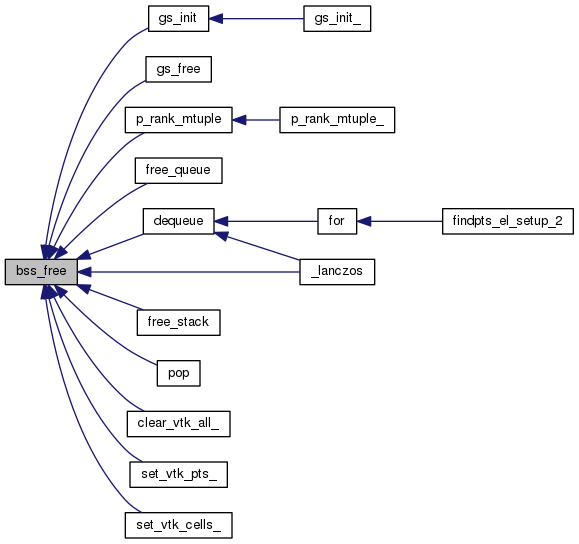 gs_init
gs_init_
gs_free
p_rank_mtuple
p_rank_mtuple_
free_queue
dequeue
for
findpts_el_setup_2
bss_free
_lanczos
free_stack
pop
clear_vtk_all_
set_vtk_pts_
set_vtk_cells_